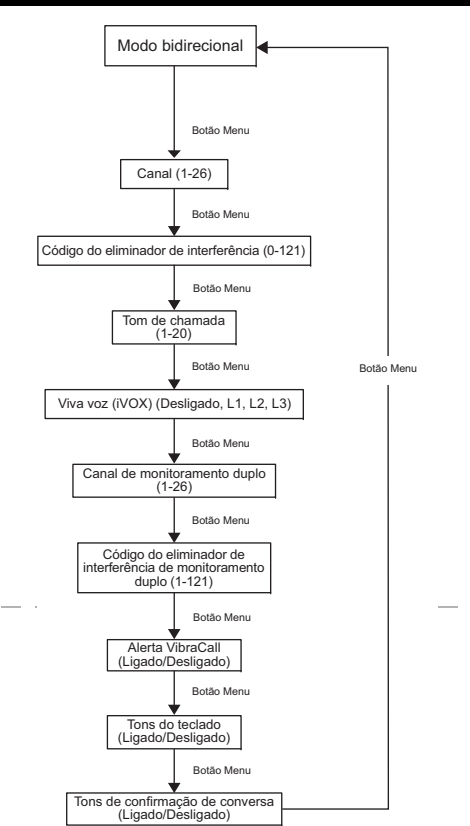 Modo bidirecional
Botão Menu
Canal (1-26)
Botão Menu
Código do eliminador de interferência (0-121)
Botão Menu
Tom de chamada
(1-20)
Botão Menu
Botão Menu
Viva voz (iVOX) (Desligado, L1, L2, L3)
Botão Menu
Canal de monitoramento duplo
(1-26)
Botão Menu
Código do eliminador de
interferência de monitoramento
duplo (1-121)
Botão Menu
Alerta VibraCall
(Ligado/Desligado)
Botão Menu
Tons do teclado
(Ligado/Desligado)
Botão Menu
Tons de confirmação de conversa
(Ligado/Desligado)